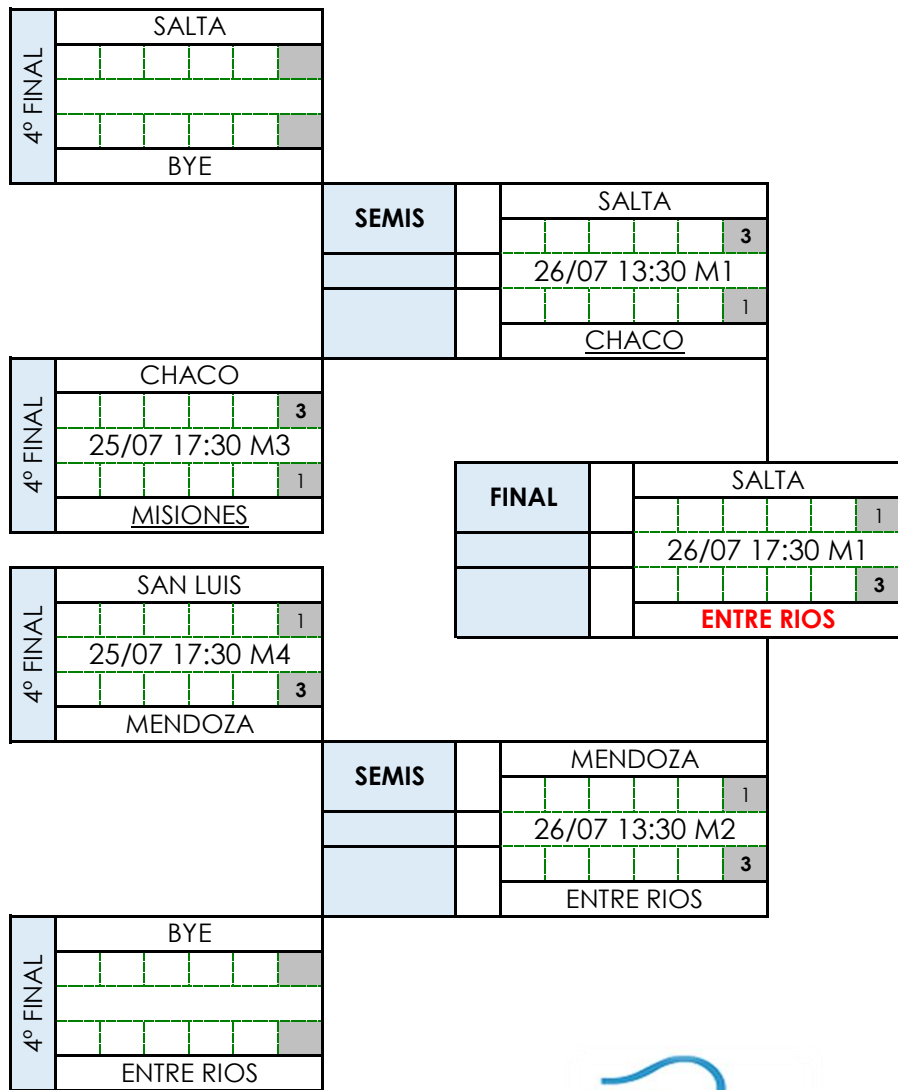 4º FINAL
SALTA
BYE
SEMIS
SALTA
3
26/07 13:30 M1
1
CHACO
4º FINAL
CHACO
3
25/07 17:30 M3
1
MISIONES
FINAL
SALTA
1
26/07 17:30 M1
3
ENTRE RIOS
4º FINAL
SAN LUIS
1
25/07 17:30 M4
3
MENDOZA
SEMIS
MENDOZA
1
26/07 13:30 M2
3
ENTRE RIOS
4º FINAL
BYE
ENTRE RIOS